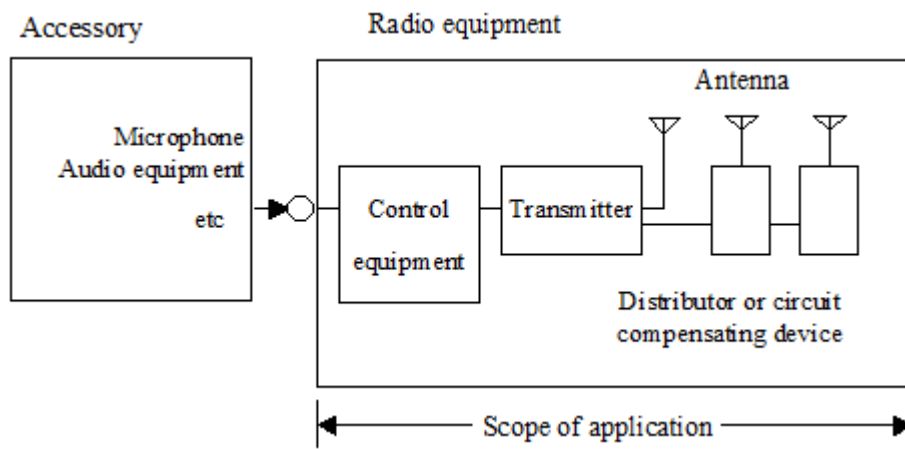 Accessory
Radio equipment
Antenna
Microphone
Audio equipment
etc
Control
equipment
Transmitter
Distributor or circuit
compensating device
Scope of application